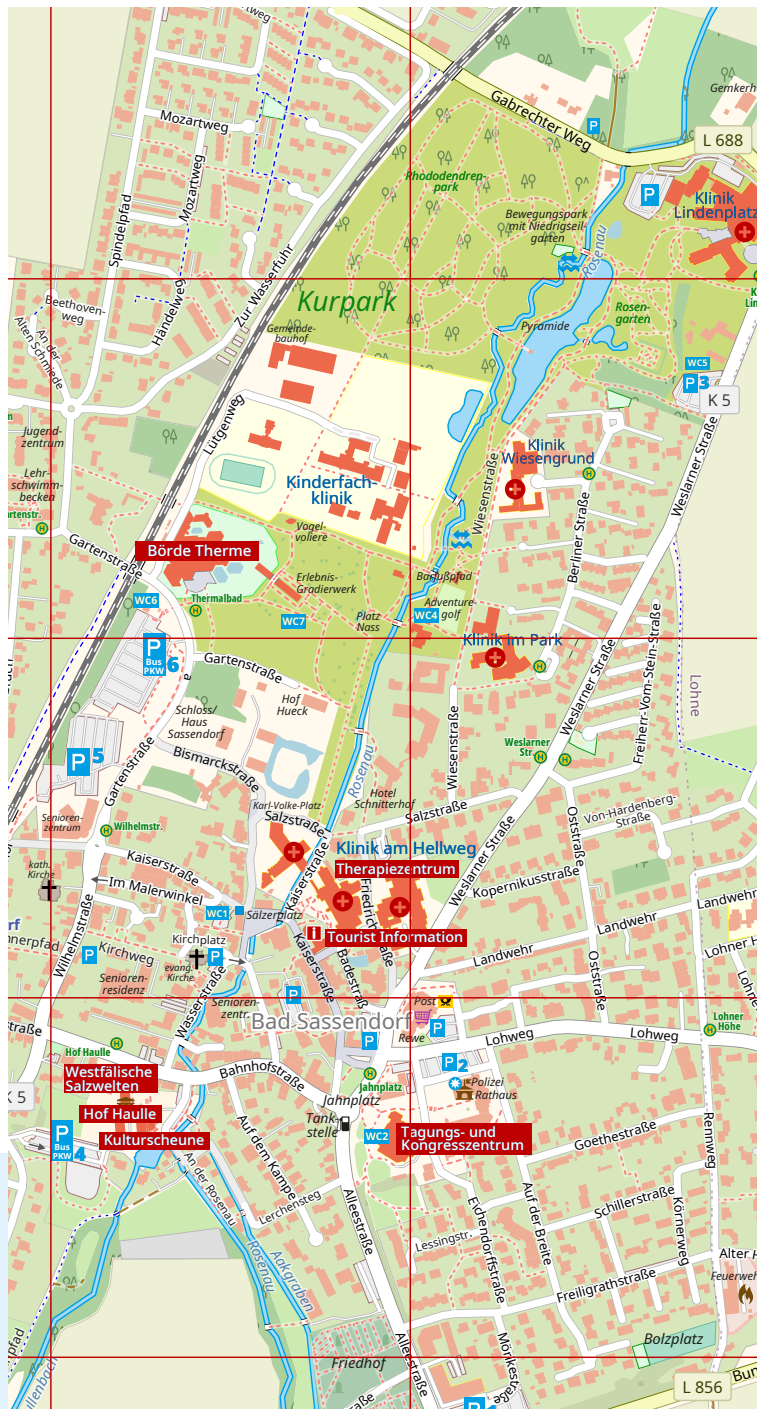 Mozartweg
Mozartweg
Spindelpfad
Händelweg
Zur Wasserfuhr
Beethoven-
weg
An der
Alten Schmiede
Gabrechter Weg
P
L 688
Gemkerh
Rhododendren-
park
Bewegungspark
mit Niedrigseil-
garten
Rosenau
P
Klinik
Lindenplatz
Kurpark
Gemeinde-
bauhof
Pyramide
Rosen-
garten
WC5
P3
K 5
Jugend-
zentrum
Lehr-
schwimm-
becken
Lütgenweg
Kinderfach-
klinik
Klinik
Wiesengrund
H
Wiesenstraße
Berliner Straße
Weslarner Straße
H
Gartenstraße
Börde Therme
Vogel-
voliere
Erlebnis-
Gradierwerk
Barfußpfad
Adventure-
golf
WC6
Thermalbad
H
WC7
Platz
Nass
WC4
Klinik im Park
H
P
Bus
PKW
6
Gartenstraße
Schloss/
Haus
Sassendorf
Hof
Hueck
Freiherr-Vom-Stein-Straße
Lohne
Weslarner Straße
Wiesenstraße
Weslarner
Str.
H
H
P5
Gartenstraße
Bismarckstraße
Rosenau
Hotel
Schnitterhof
Salzstraße
Karl-Volke-Platz
Salzstraße
Senioren-
zentrum
H
Wilhelmstr.
Oststraße
Von-Hardenberg-
Straße
kath.
Kirche
Kaiserstraße
Im Malerwinkel
Klinik am Hellweg
Therapiezentrum
Weslarner Straße
Kopernikusstraße
Kaiserstraße
Friedrich
aße
WC1
Sälzerplatz
i
Tourist Information
Landwehr
Landwehr
Landwehr
Wilhelmstraße
Kirchplatz
P
Kirchweg
P
evang.
Kirche
Senioren-
residenz
Kaiserstraße
Badestraß
Oststraße
Lohner H
Lohner
Wasserstraße
Senioren-
zentr.
P
Post
Bad Sassendorf
Rewe
P
P
Lohweg
Lohweg
H
Lohner
Höhe
Hof Haulle
H
Westfälische
Salzwelten
Bahnhofstraße
H
Jahnplatz
P2
Polizei
Rathaus
K 5
Hof Haulle
Jahnplatz
Tank-
stelle
P
Bus
PKW
4
Kulturscheune
Auf dem Kampe
WC2
Tagungs- und
Kongresszentrum
Goethestraße
Rennweg
An der Rosenau
Lerchensteg
Alleestraße
Eichendorffstraße
Auf der Breite
Schillerstraße
Körnerweg
Lessingstr.
Rosenau
Aakgraben
Alter H
Feuerweh
Freiligrathstraße
Friedhof
Alleestraße
Mörikestraße
Bolzplatz
L 856
Bun